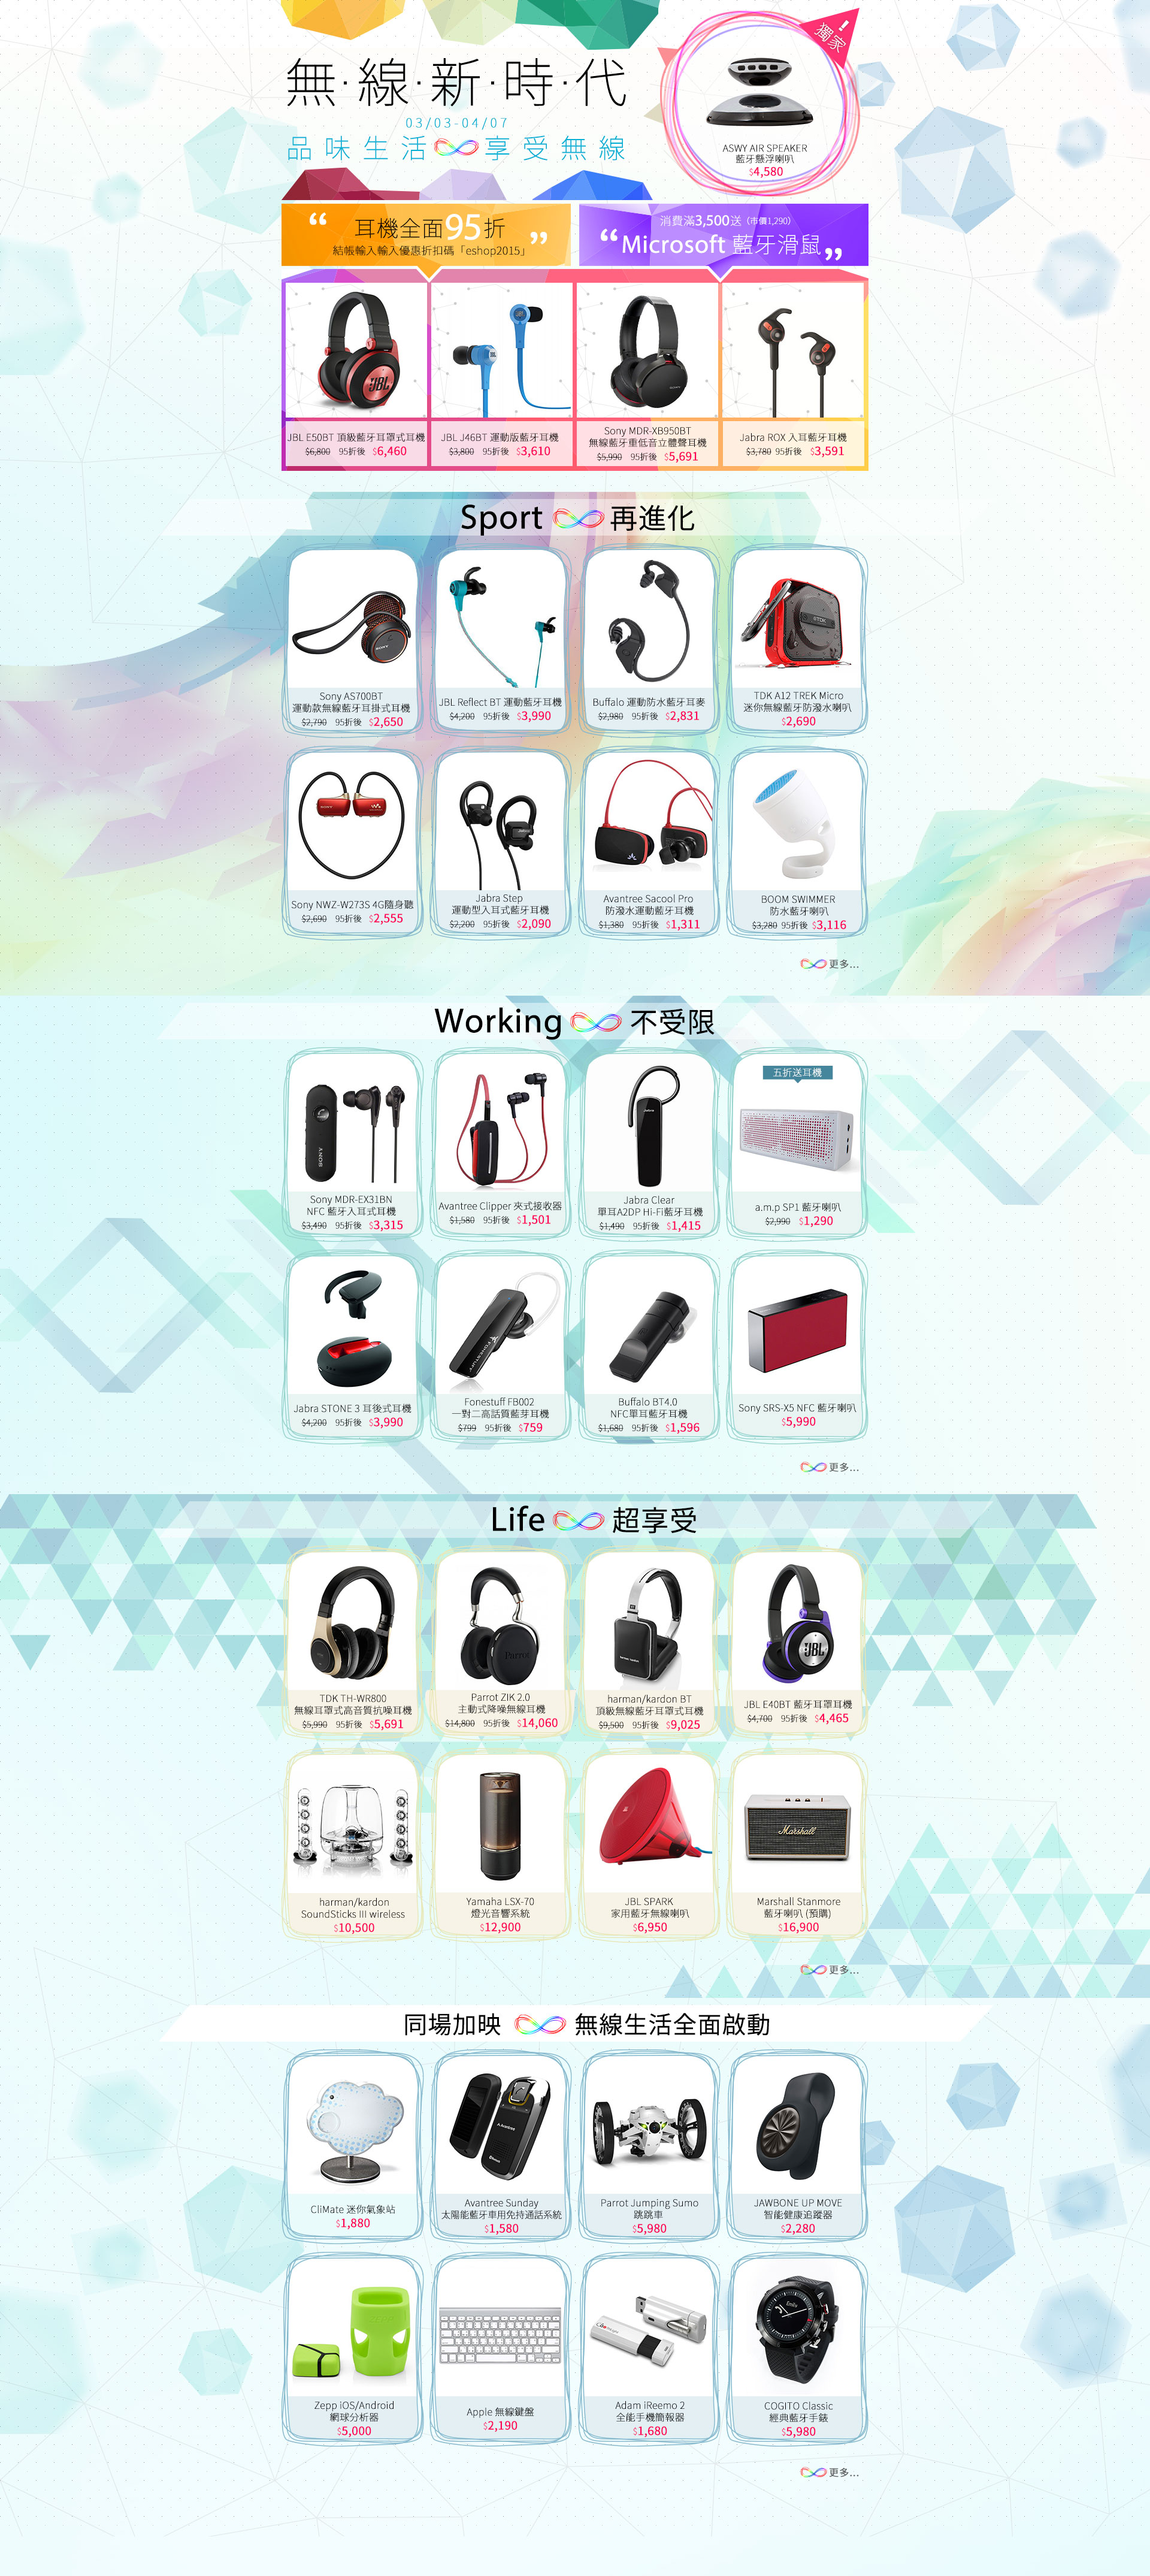 無·線·新·時·代
03/03-04/07
品味生活 享受無線
!
獨家
ASWY AIR SPEAKER
藍牙懸浮喇叭
$4,580
“ 耳機全面95折 ”
結帳輸入輸入優惠折扣碼「eshop2015」
消費滿3,500送 (市價1,290)
“Microsoft 藍牙滑鼠”
JBL
JBL E50BT 頂級藍牙耳罩式耳機
$6,800 95折後 $6,460
JBL J46BT 運動版藍牙耳機
$3,800 95折後 $3,610
Sony MDR-XB950BT
無線藍牙重低音立體聲耳機
$5,990 95折後 $5,691
Jabra ROX 入耳藍牙耳機
$3,780 95折後 $3,591
Sport 再進化
Sony AS700BT
運動款無線藍牙耳掛式耳機
$2,790 95折後 $2,650
JBL Reflect BT 運動藍牙耳機
$4,200 95折後 $3,990
Buffalo 運動防水藍牙耳麥
$2,980 95折後 $2,831
TDK
TDK A12 TREK Micro
迷你無線藍牙防潑水喇叭
$2,690
Sony NWZ-W273S 4G隨身聽
$2,690 95折後 $2,555
Jabra Step
運動型入耳式藍牙耳機
$2,200 95折後 $2,090
Avantree Sacool Pro
防潑水運動藍牙耳機
$1,380 95折後 $1,311
BOOM SWIMMER
防水藍牙喇叭
$3,280 95折後 $3,116
更多...
Working 不受限
SONY
Sony MDR-EX31BN
NFC 藍牙入耳式耳機
$3,490 95折後 $3,315
Avantree Clipper 夾式接收器
$1,580 95折後 $1,501
Jabra Clear
單耳A2DP Hi-Fi藍牙耳機
$1,490 95折後 $1,415
五折送耳機
a.m.p SP1 藍牙喇叭
$2,990 $1,290
Jabra STONE 3 耳後式耳機
$4,200 95折後 $3,990
FONESTUFF
Fonestuff FB002
一對二高話質藍芽耳機
$799 95折後 $759
Buffalo BT4.0
NFC單耳藍牙耳機
$1,680 95折後 $1,596
Sony SRS-X5 NFC 藍牙喇叭
$5,990
更多...
Life 超享受
TDK TH-WR800
無線耳罩式高音質抗噪耳機
$5,990 95折後 $5,691
Parrot
Parrot ZIK 2.0
主動式降噪無線耳機
$14,800 95折後 $14,060
harman/kardon BT
頂級無線藍牙耳罩式耳機
$9,500 95折後 $9,025
JBL
JBL E40BT 藍牙耳罩耳機
$4,700 95折後 $4,465
harman/kardon
SoundSticks III wireless
$10,500
Yamaha LSX-70
燈光音響系統
$12,900
JBL SPARK
家用藍牙無線喇叭
$6,950
Marshall
Marshall Stanmore
藍牙喇叭 (預購)
$16,900
更多...
同場加映 無線生活全面啟動
CliMate 迷你氣象站
$1,880
Avantree Sunday
太陽能藍牙車用免持通話系統
$1,580
Parrot Jumping Sumo
跳跳車
$5,980
JAWBONE UP MOVE
智能健康追蹤器
$2,280
Zepp iOS/Android
網球分析器
$5,000
Apple 無線鍵盤
$2,190
Adam iReemo 2
全能手機簡報器
$1,680
COGITO Classic
經典藍牙手錶
$5,980
更多...